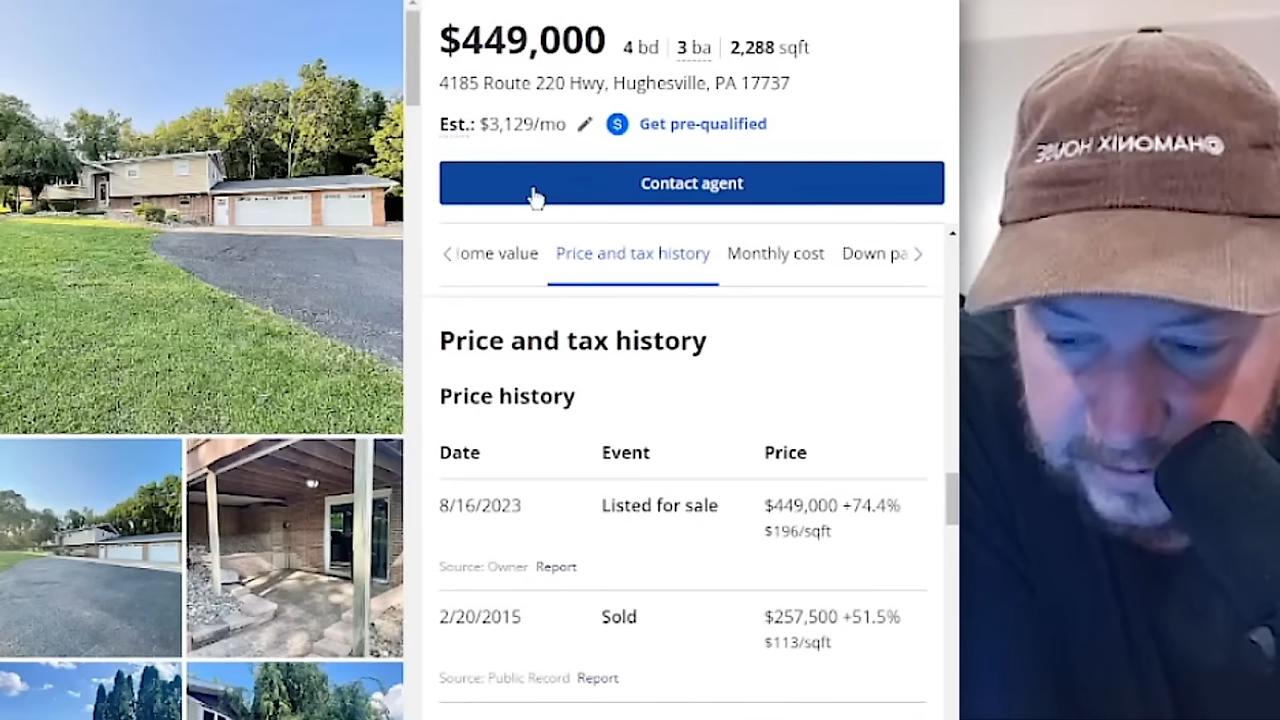 $449,000 4 bd 3 ba 2,288 sqft
4185 Route 220 Hwy, Hughesville, PA 17737
Est.: $3,129/mo $ Get pre-qualified
Contact agent
ome value Price and tax history Monthly cost Down pa
Price and tax history
Price history
Date Event Price
8/16/2023 Listed for sale $449,000 +74.4%
$196/sqft
Source: Owner Report
2/20/2015 Sold $257,500 +51.5%
$113/sqft
Source: Public Record Report
OHAMONIX HOUSE